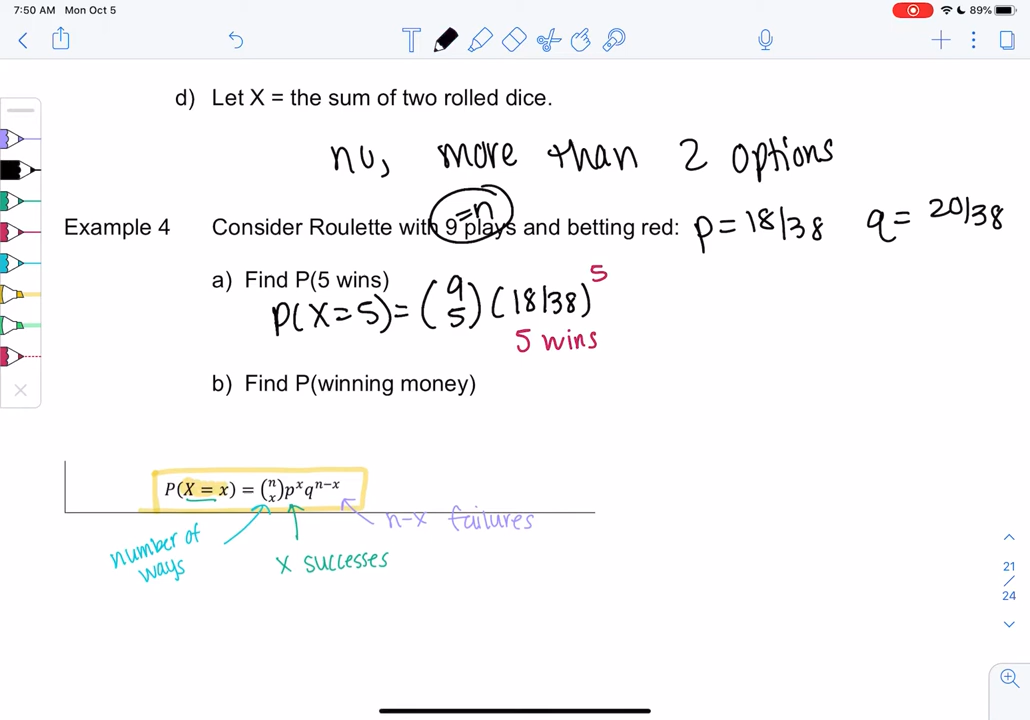 7:50 AM Mon Oct 5
89%
T
d) Let X = the sum of two rolled dice.
no, more than 2 options
=n
Example 4 Consider Roulette with 9 plays and betting red: p = 18/38 q = 20/38
a) Find P(5 wins)
P(X=5) = (9 5) (18/38)^5
5 wins
b) Find P(winning money)
P(X = x) = (n x) p^x q^{n−x}
n-x failures
number of
ways
x successes
21
/
24